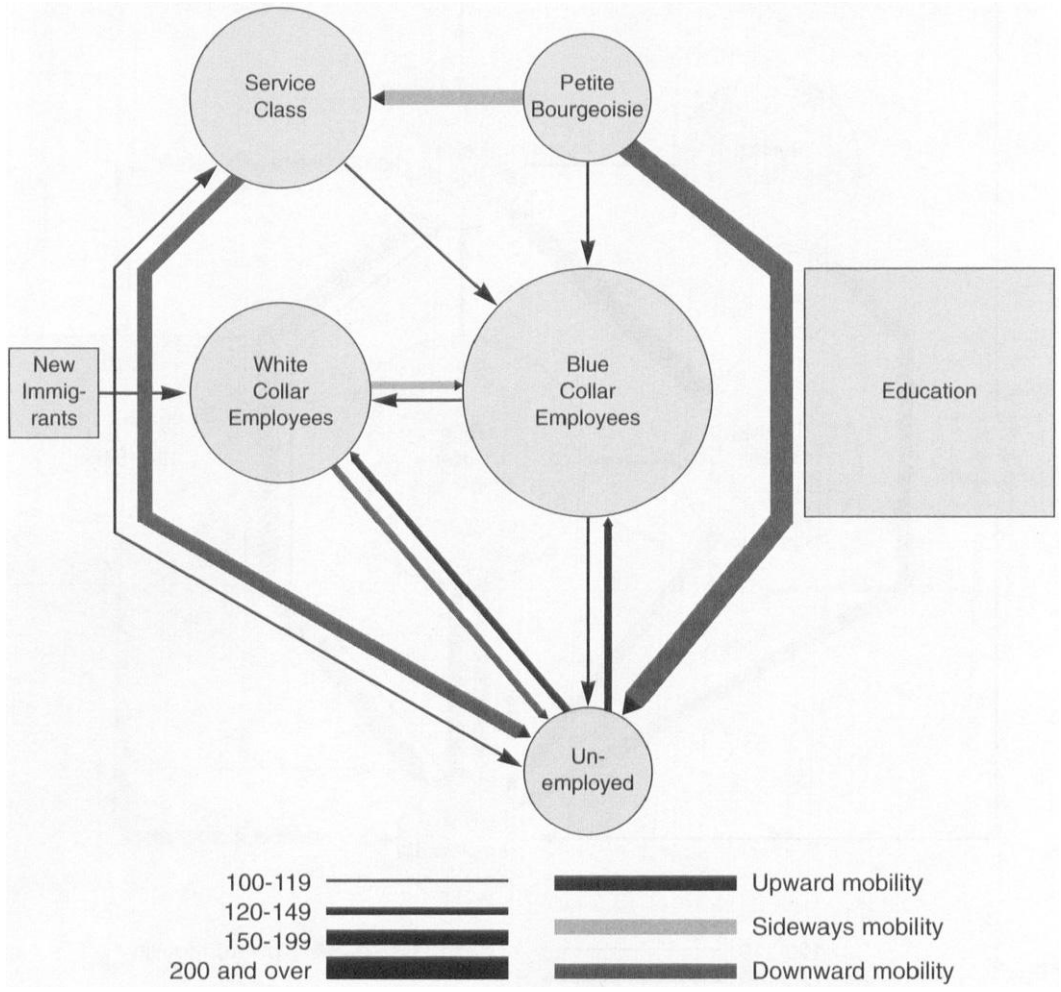 Service
Class
Petite
Bourgeoisie
New
Immig-
rants
White
Collar
Employees
Blue
Collar
Employees
Education
Un-
employed
100-119
120-149
150-199
200 and over
Upward mobility
Sideways mobility
Downward mobility